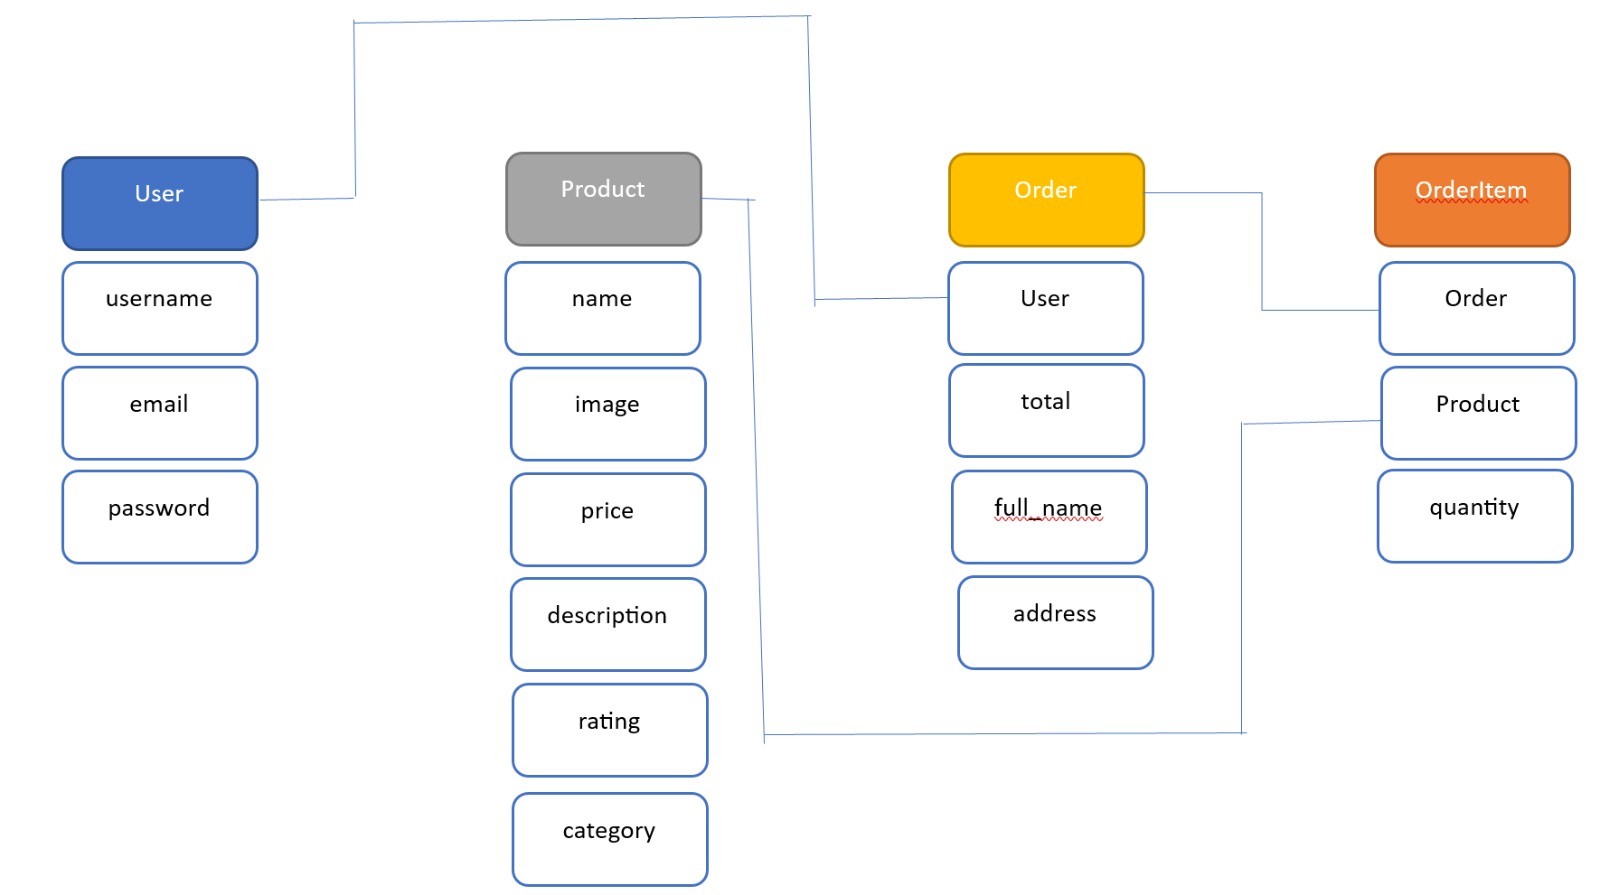 User
username
email
password
Product
name
image
price
description
rating
category
Order
User
total
full_name
address
OrderItem
Order
Product
quantity